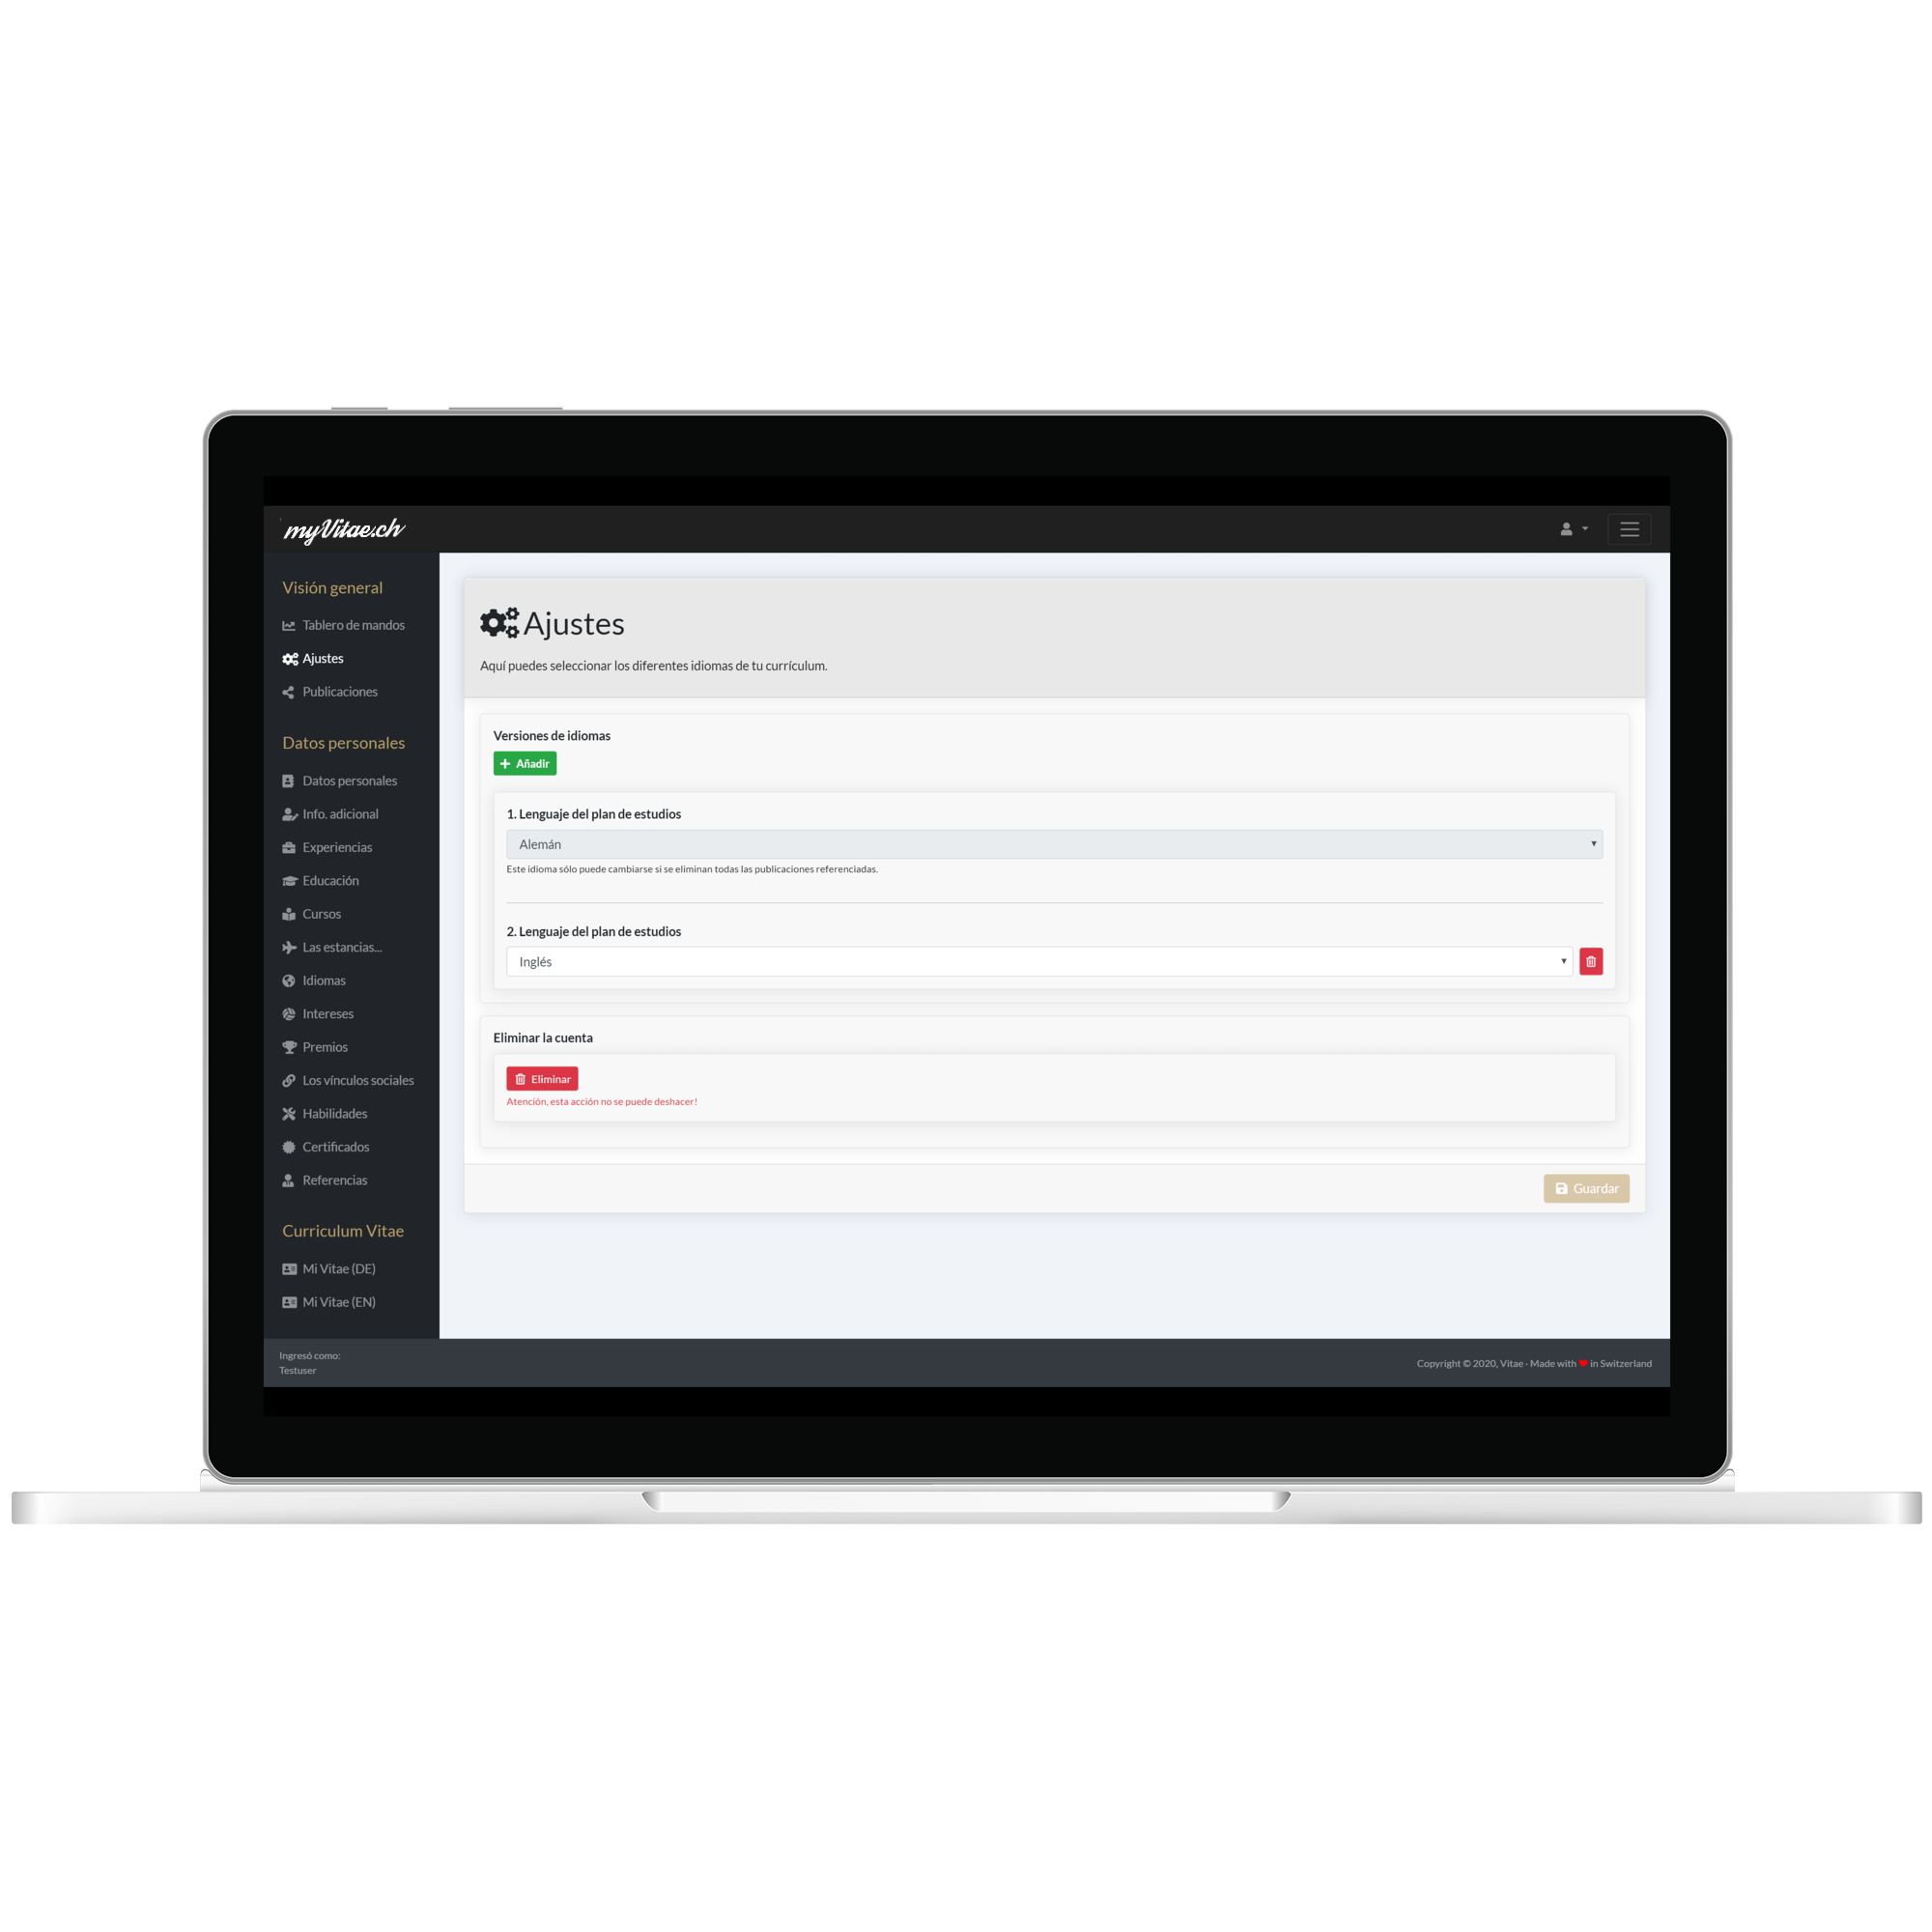 myVitae.ch
Visión general
Tablero de mandos
Ajustes
Publicaciones
Datos personales
Datos personales
Info. adicional
Experiencias
Educación
Cursos
Las estancias...
Idiomas
Intereses
Premios
Los vínculos sociales
Habilidades
Certificados
Referencias
Curriculum Vitae
Mi Vitae (DE)
Mi Vitae (EN)
Ajustes
Aquí puedes seleccionar los diferentes idiomas de tu currículum.
Versiones de idiomas
Añadir
1. Lenguaje del plan de estudios
Alemán
Este idioma sólo puede cambiarse si se eliminan todas las publicaciones referenciadas.
2. Lenguaje del plan de estudios
Inglés
Eliminar la cuenta
Eliminar
Atención, esta acción no se puede deshacer!
Guardar
Ingresó como:
Testuser
Copyright © 2020, Vitae · Made with ❤ in Switzerland